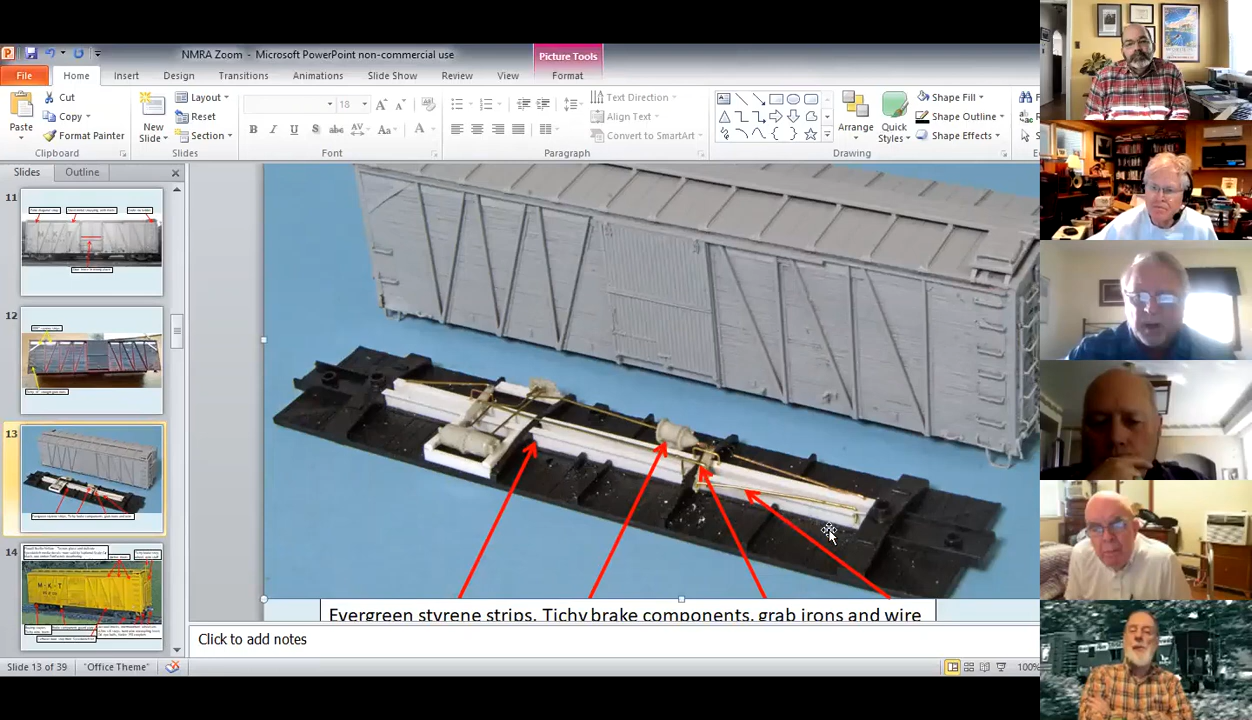 NMRA Zoom - Microsoft PowerPoint non-commercial use
Picture Tools
File Home Insert Design Transitions Animations Slide Show Review View Format
Paste
Cut
Copy
Format Painter
Clipboard
New Slide
Layout
Reset
Section
Slides
18
Font
Paragraph
Text Direction
Align Text
Convert to SmartArt
Arrange
Quick Styles
Shape Fill
Shape Outline
Shape Effects
Drawing
Slides Outline
11
12
13
14
M-K-T
Evergreen styrene strips. Tichy brake components, grab irons and wire
Click to add notes
Slide 13 of 39 "Office Theme" 100%